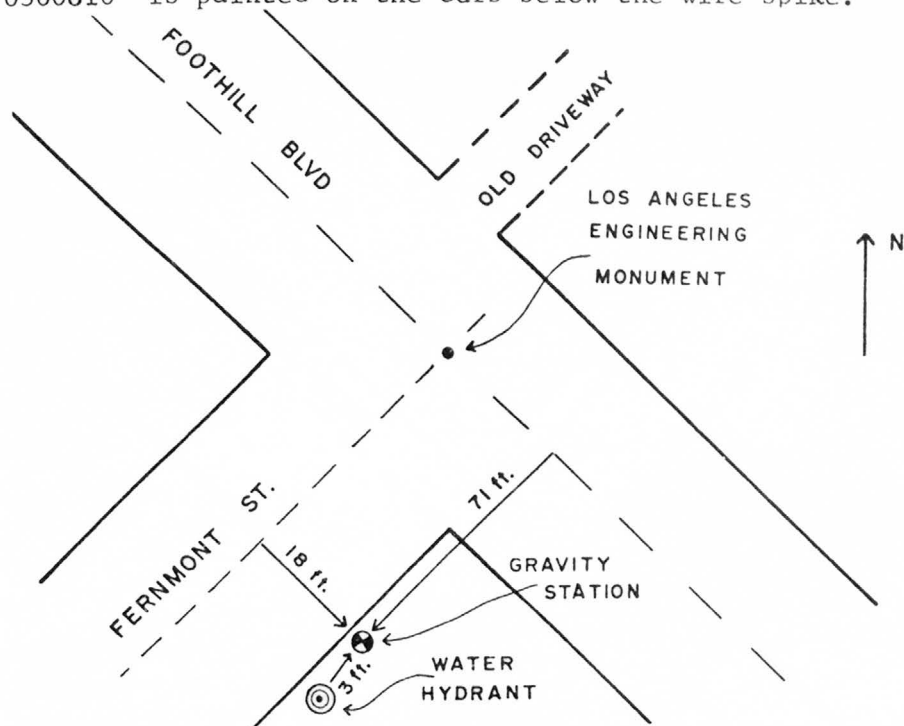 is painted on the curb below the wire spike.
FOOTHILL BLVD
OLD DRIVEWAY
LOS ANGELES
ENGINEERING
MONUMENT
N
71 ft.
FERNMONT ST.
18 ft.
GRAVITY
STATION
3 ft.
WATER
HYDRANT